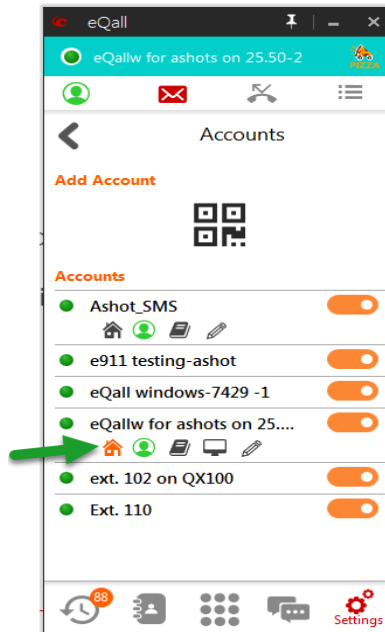 eQall
eQallw for ashots on 25.50-2
PIZZA
Accounts
Add Account
Accounts
Ashot_SMS
e911 testing-ashot
eQall windows-7429 -1
eQallw for ashots on 25....
ext. 102 on QX100
Ext. 110
88
Settings